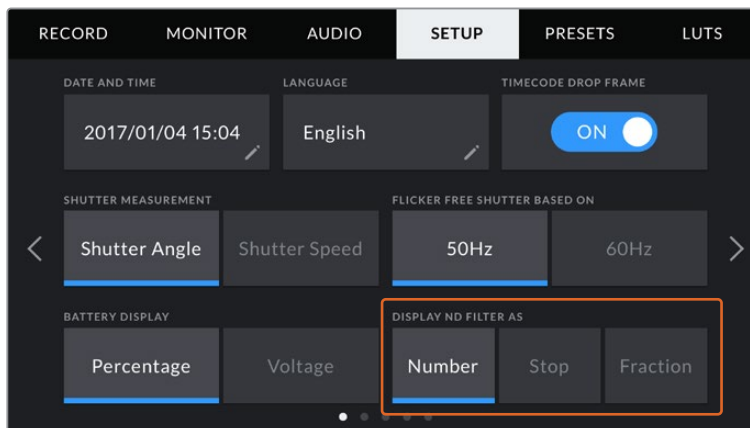 RECORD MONITOR AUDIO SETUP PRESETS LUTS
DATE AND TIME LANGUAGE TIMECODE DROP FRAME
2017/01/04 15:04 English ON
SHUTTER MEASUREMENT FLICKER FREE SHUTTER BASED ON
Shutter Angle Shutter Speed 50Hz 60Hz
BATTERY DISPLAY DISPLAY ND FILTER AS
Percentage Voltage Number Stop Fraction